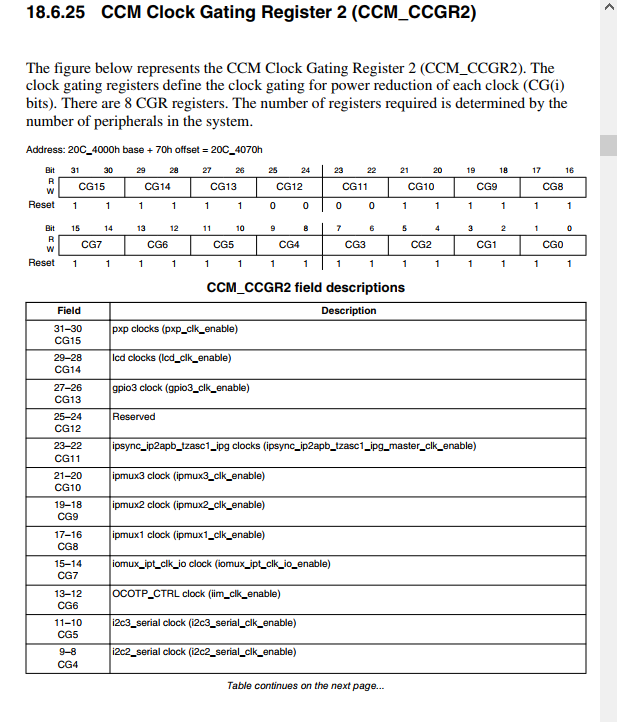 18.6.25 CCM Clock Gating Register 2 (CCM_CCGR2)
The figure below represents the CCM Clock Gating Register 2 (CCM_CCGR2). The
clock gating registers define the clock gating for power reduction of each clock (CG(i)
bits). There are 8 CGR registers. The number of registers required is determined by the
number of peripherals in the system.
Address: 20C_4000h base + 70h offset = 20C_4070h
Bit 31 30 29 28 27 26 25 24 23 22 21 20 19 18 17 16
R
W
CG15 CG14 CG13 CG12 CG11 CG10 CG9 CG8
Reset 1 1 1 1 1 1 0 0 0 0 1 1 1 1 1 1
Bit 15 14 13 12 11 10 9 8 7 6 5 4 3 2 1 0
R
W
CG7 CG6 CG5 CG4 CG3 CG2 CG1 CG0
Reset 1 1 1 1 1 1 1 1 1 1 1 1 1 1 1 1
CCM_CCGR2 field descriptions
Field Description
31–30
CG15
pxp clocks (pxp_clk_enable)
29–28
CG14
lcd clocks (lcd_clk_enable)
27–26
CG13
gpio3 clock (gpio3_clk_enable)
25–24
CG12
Reserved
23–22
CG11
ipsync_ip2apb_tzasc1_ipg clocks (ipsync_ip2apb_tzasc1_ipg_master_clk_enable)
21–20
CG10
ipmux3 clock (ipmux3_clk_enable)
19–18
CG9
ipmux2 clock (ipmux2_clk_enable)
17–16
CG8
ipmux1 clock (ipmux1_clk_enable)
15–14
CG7
iomux_ipt_clk_io clock (iomux_ipt_clk_io_enable)
13–12
CG6
OCOTP_CTRL clock (iim_clk_enable)
11–10
CG5
i2c3_serial clock (i2c3_serial_clk_enable)
9–8
CG4
i2c2_serial clock (i2c2_serial_clk_enable)
Table continues on the next page...